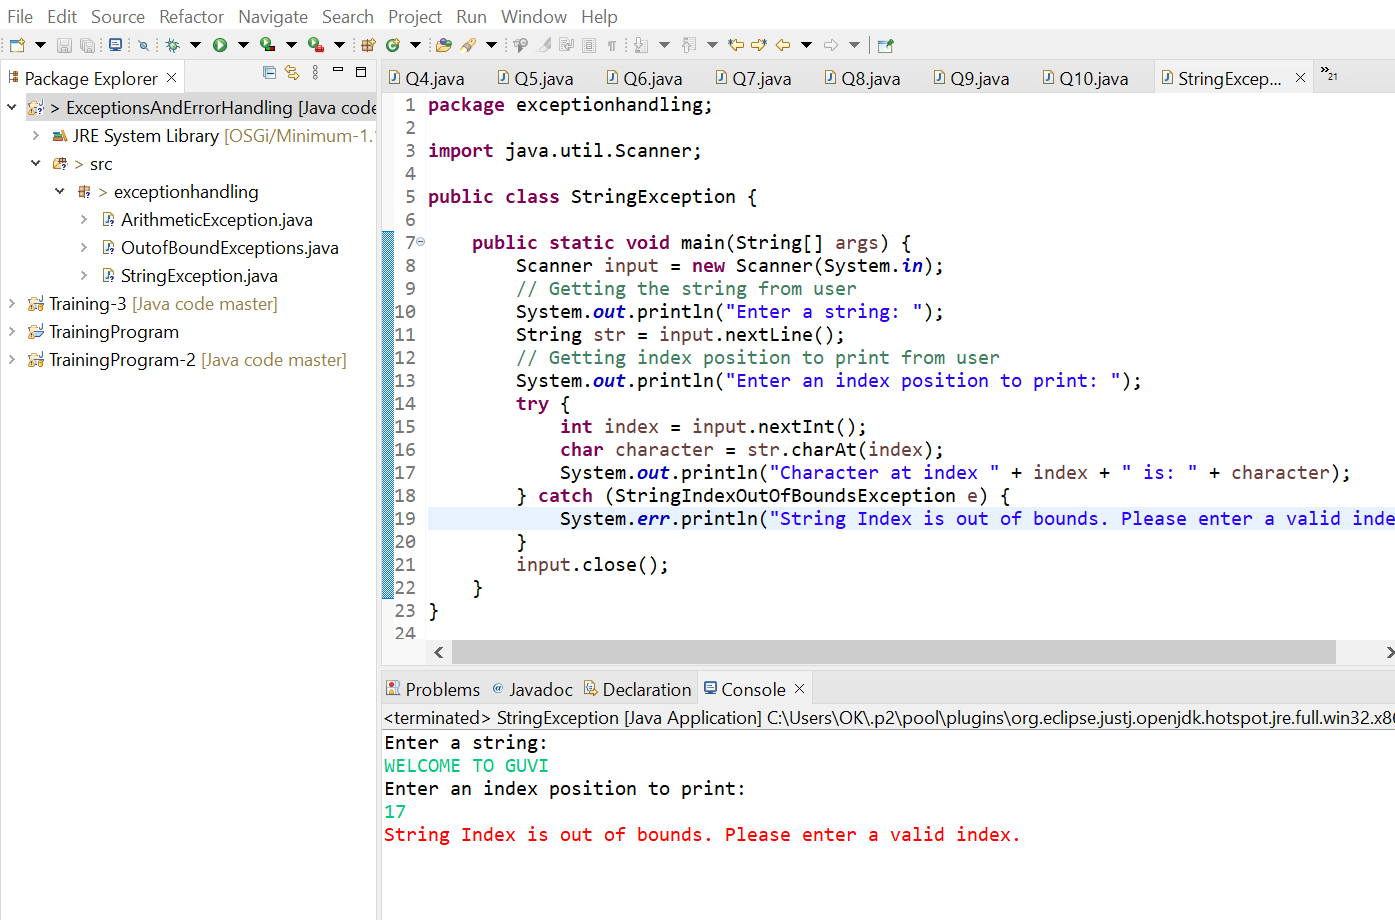 File Edit Source Refactor Navigate Search Project Run Window Help
Package Explorer
> ExceptionsAndErrorHandling [Java code
JRE System Library [OSGi/Minimum-1.
> src
> exceptionhandling
ArithmeticException.java
OutofBoundExceptions.java
StringException.java
Training-3 [Java code master]
TrainingProgram
TrainingProgram-2 [Java code master]
Q4.java Q5.java Q6.java Q7.java Q8.java Q9.java Q10.java StringExcep... »21
1 package exceptionhandling;
2
3 import java.util.Scanner;
4
5 public class StringException {
6
7 public static void main(String[] args) {
8 Scanner input = new Scanner(System.in);
9 // Getting the string from user
10 System.out.println("Enter a string: ");
11 String str = input.nextLine();
12 // Getting index position to print from user
13 System.out.println("Enter an index position to print: ");
14 try {
15 int index = input.nextInt();
16 char character = str.charAt(index);
17 System.out.println("Character at index " + index + " is: " + character);
18 } catch (StringIndexOutOfBoundsException e) {
19 System.err.println("String Index is out of bounds. Please enter a valid inde
20 }
21 input.close();
22 }
23 }
24
Problems @ Javadoc Declaration Console
<terminated> StringException [Java Application] C:\Users\OK\.p2\pool\plugins\org.eclipse.justj.openjdk.hotspot.jre.full.win32.x86
Enter a string:
WELCOME TO GUVI
Enter an index position to print:
17
String Index is out of bounds. Please enter a valid index.